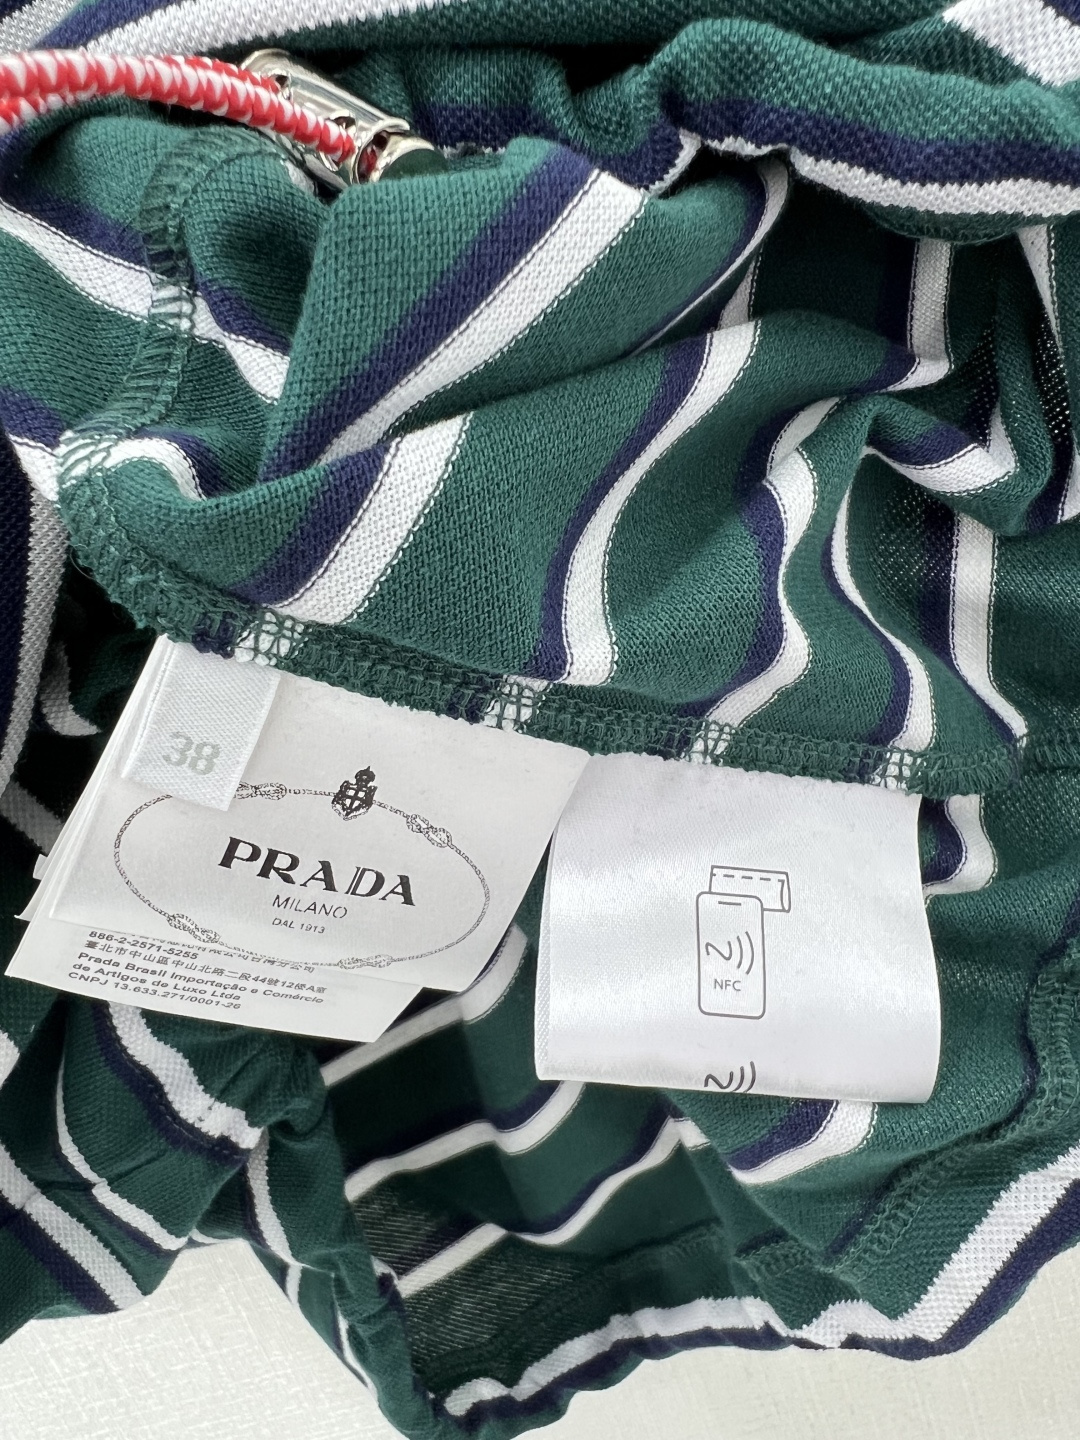 38
PRADA
MILANO
DAL 1913
886-2-2571-5255
臺北市中山區中山北路二段44號12樓A室
Prada Brasil Importação e Comércio
de Artigos de Luxo Ltda
CNPJ 13.633.271/0001-26
NFC